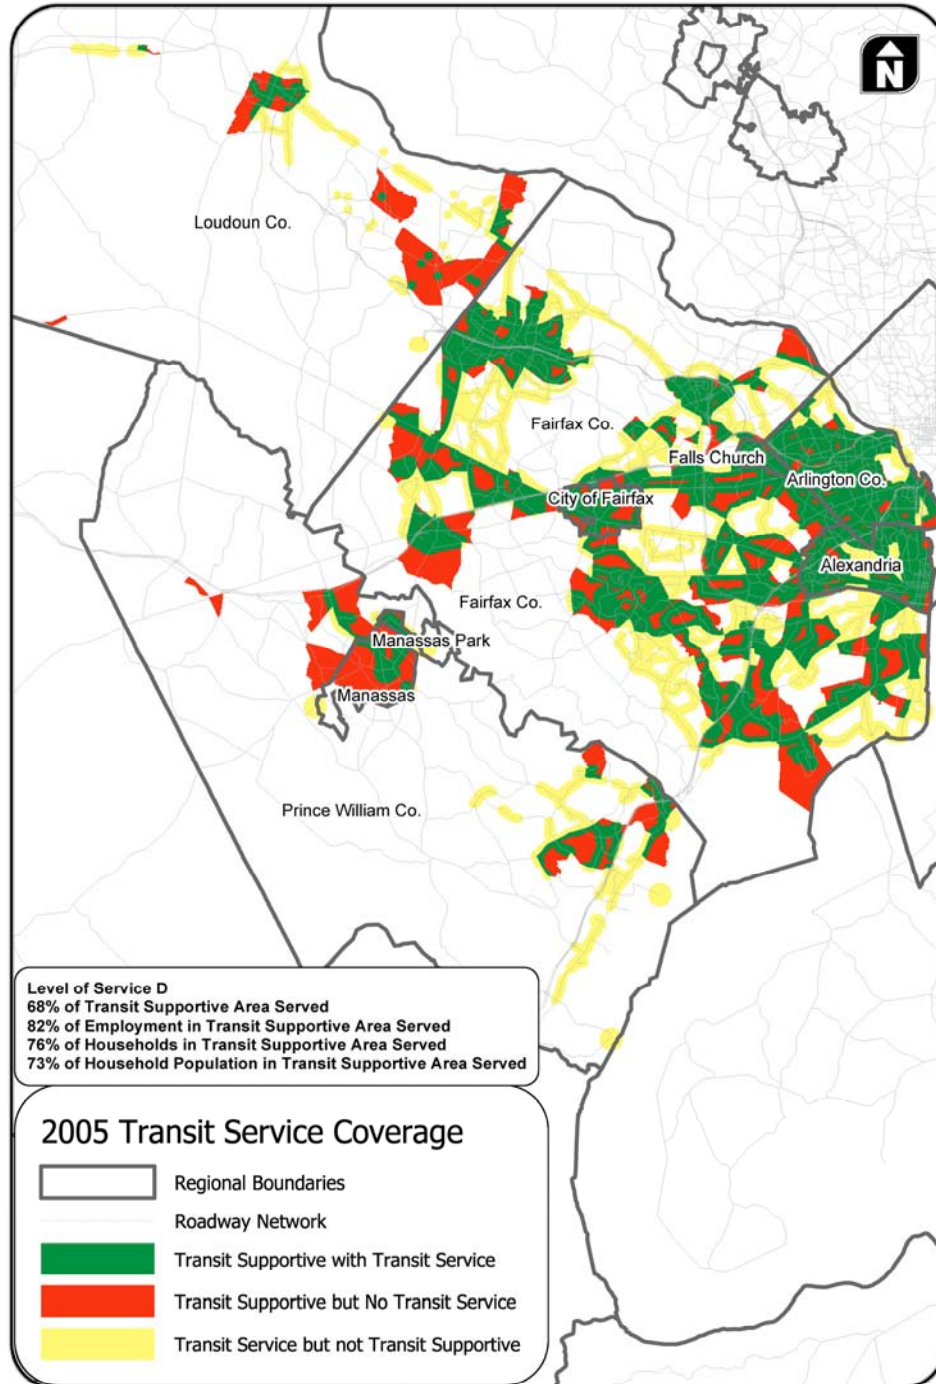 N
Loudoun Co.
Fairfax Co.
Falls Church
Arlington Co.
City of Fairfax
Alexandria
Fairfax Co.
Manassas Park
Manassas
Prince William Co.
Level of Service D
68% of Transit Supportive Area Served
82% of Employment in Transit Supportive Area Served
76% of Households in Transit Supportive Area Served
73% of Household Population in Transit Supportive Area Served
2005 Transit Service Coverage
Regional Boundaries
Roadway Network
Transit Supportive with Transit Service
Transit Supportive but No Transit Service
Transit Service but not Transit Supportive